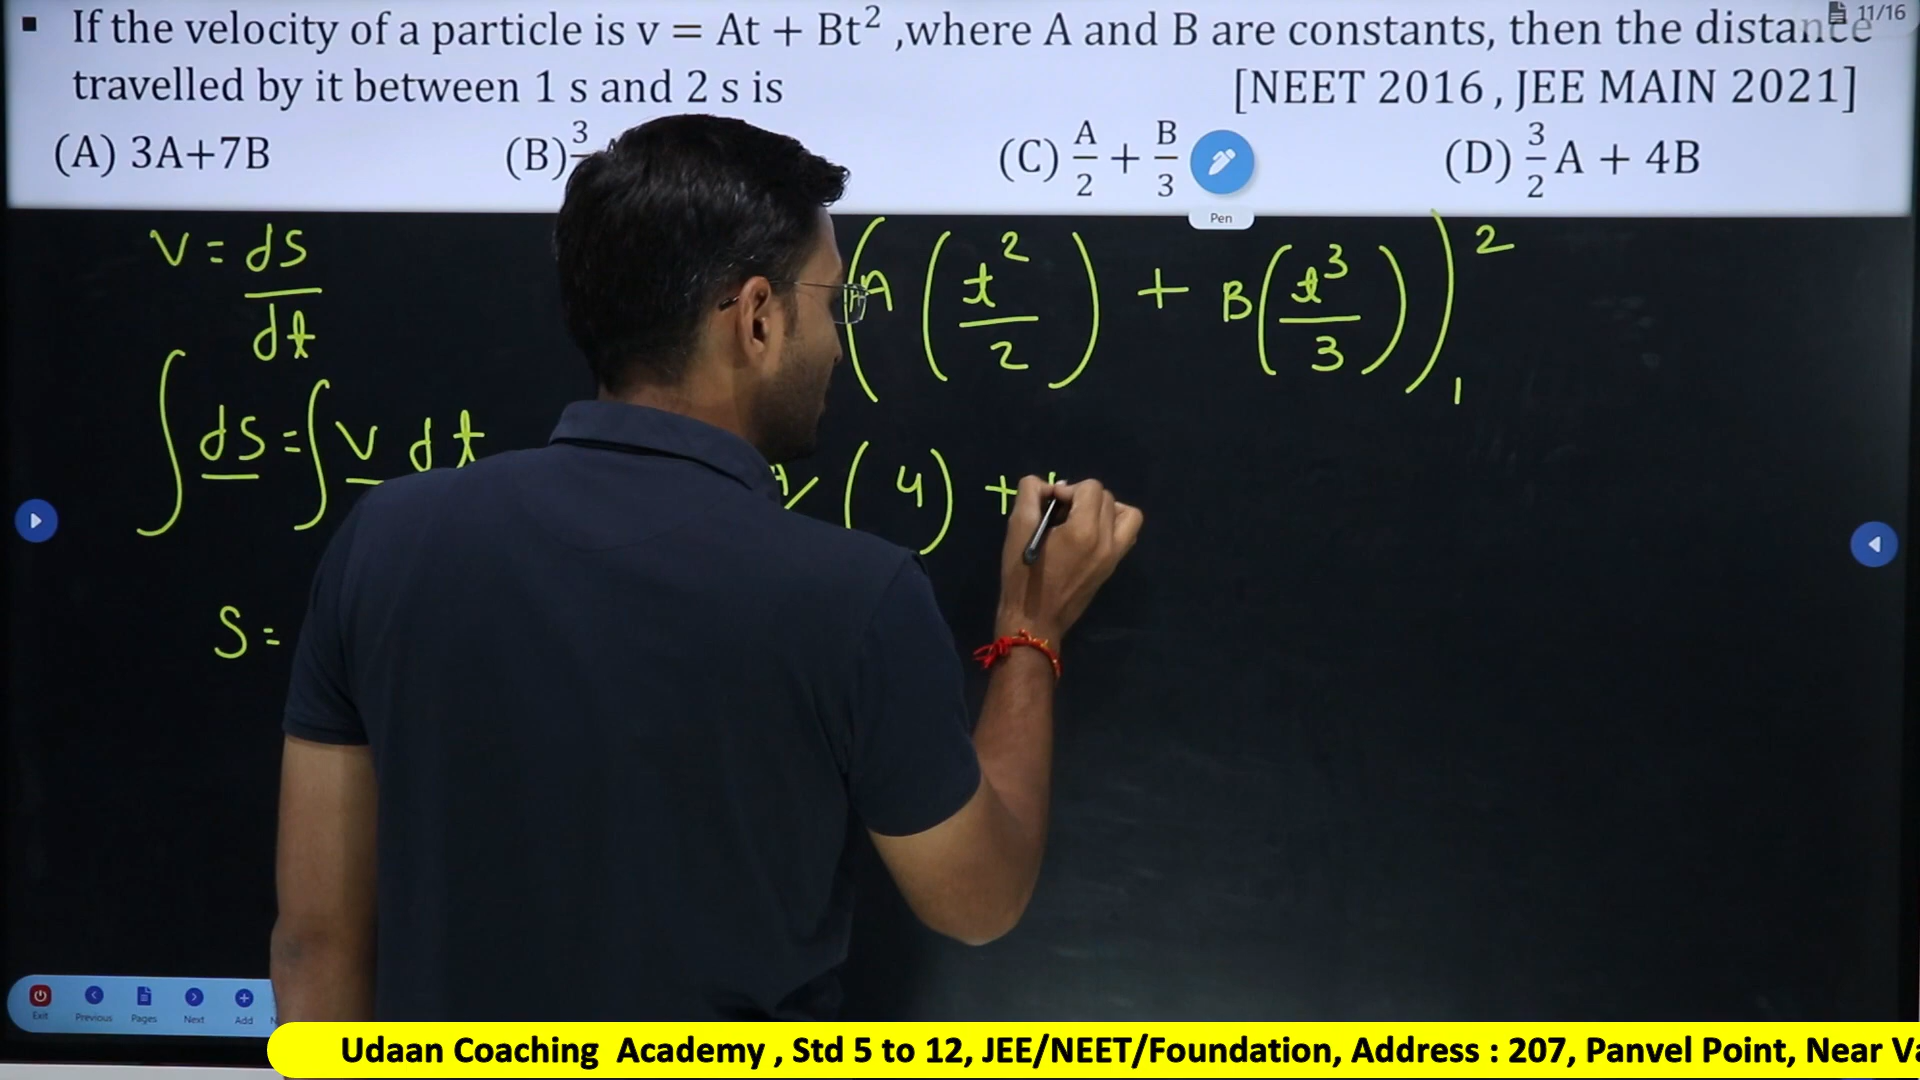 ▪ If the velocity of a particle is v = At + Bt² ,where A and B are constants, then the distance
11/16
travelled by it between 1 s and 2 s is [NEET 2016 , JEE MAIN 2021]
(A) 3A+7B (B) 3 (C) A/2 + B/3 (D) 3/2 A + 4B
Pen
v = ds/dt
(A (t²/2) + B(t³/3))²₁
∫ds = ∫v dt
(4) +
S =
Exit Previous Pages Next Add
Udaan Coaching Academy , Std 5 to 12, JEE/NEET/Foundation, Address : 207, Panvel Point, Near